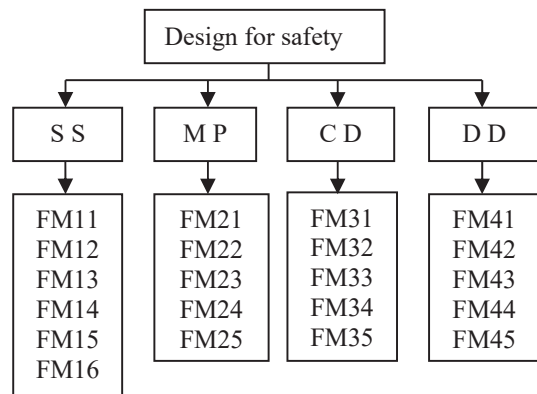 Design for safety
S S
M P
C D
D D
FM11
FM12
FM13
FM14
FM15
FM16
FM21
FM22
FM23
FM24
FM25
FM31
FM32
FM33
FM34
FM35
FM41
FM42
FM43
FM44
FM45